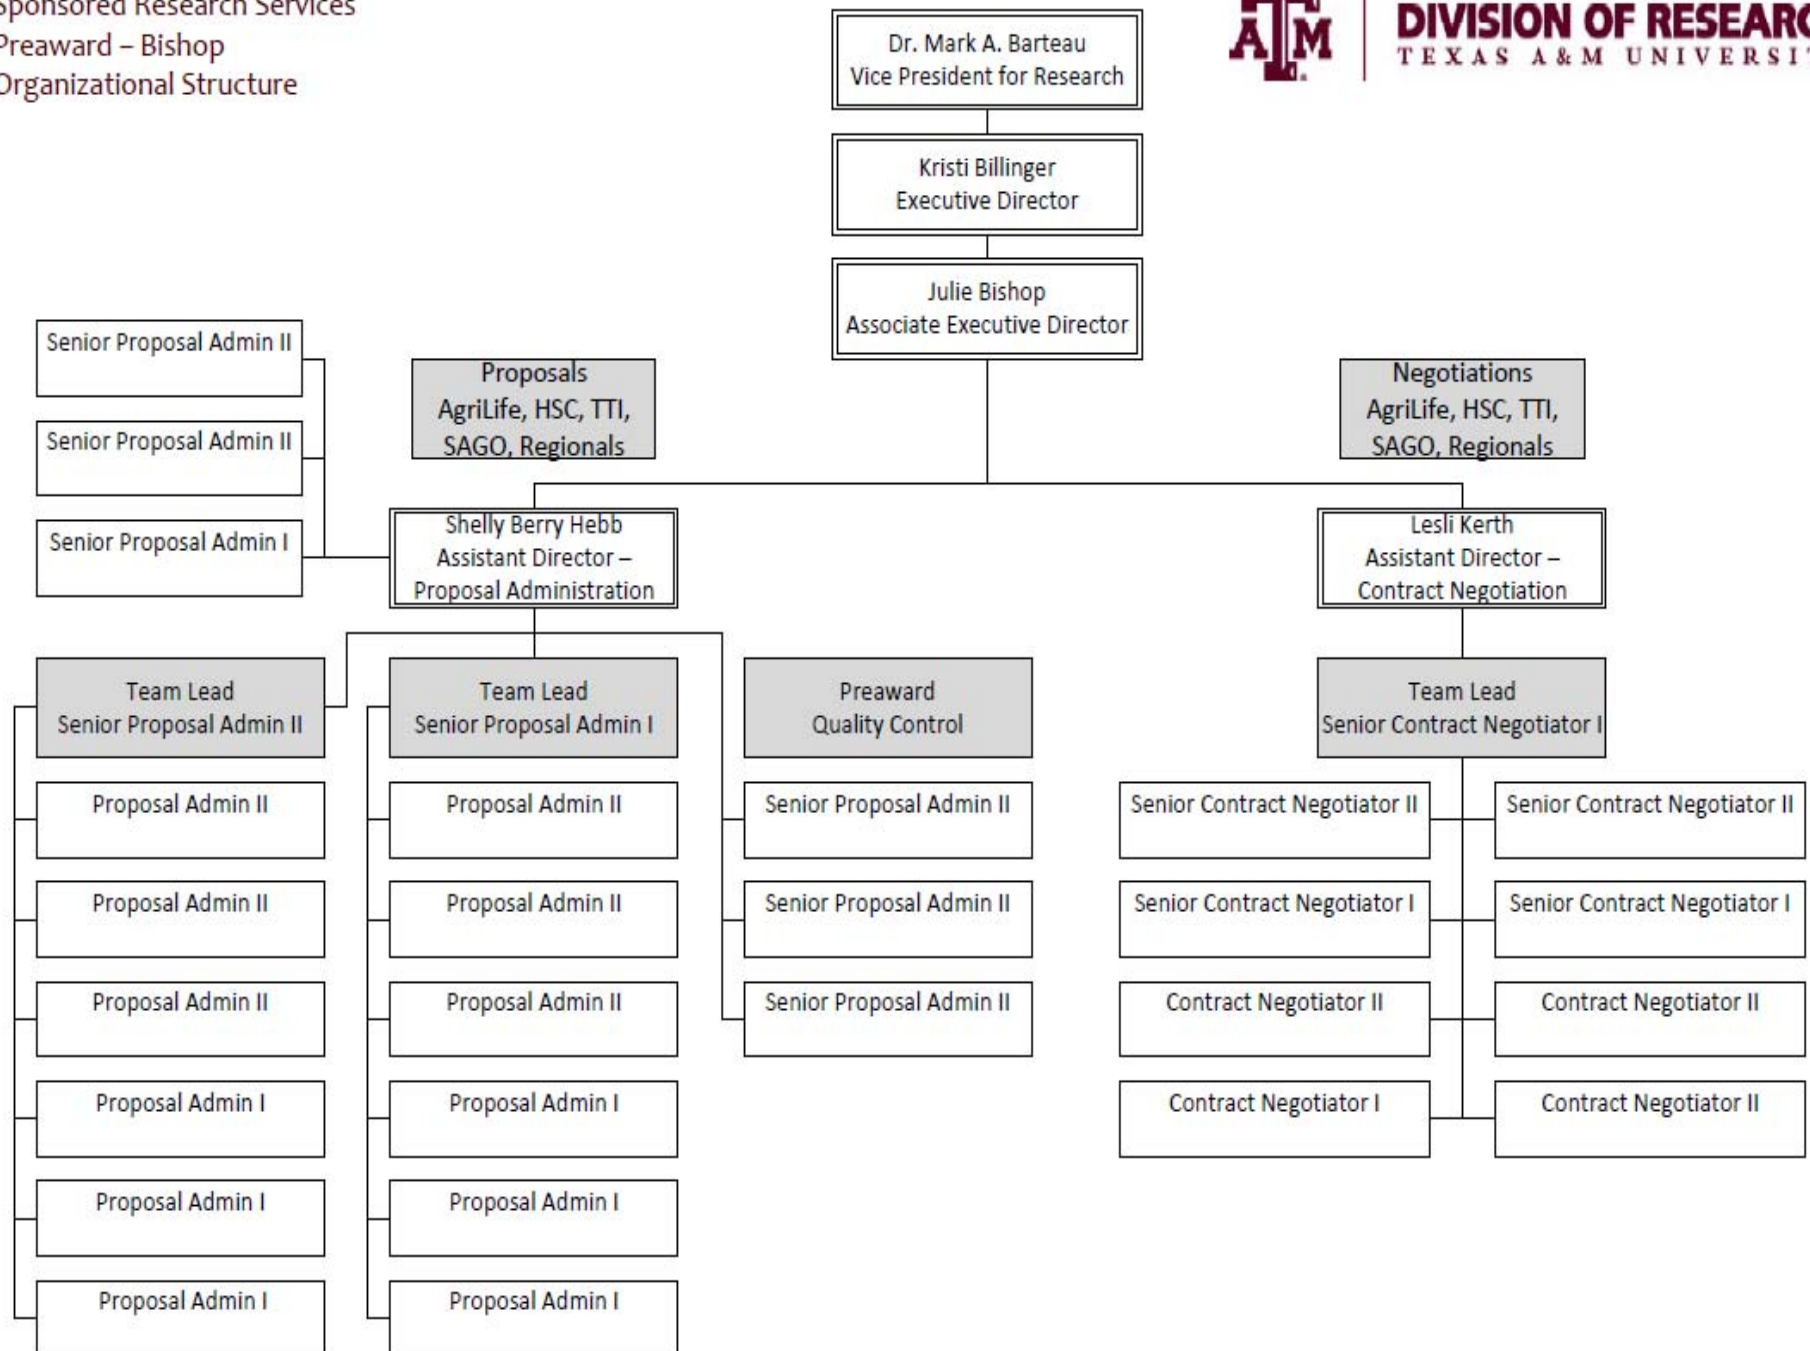 Sponsored Research Services
Preaward – Bishop
Organizational Structure
A&M
DIVISION OF RESEARC
TEXAS A&M UNIVERSI
Dr. Mark A. Barteau
Vice President for Research
Kristi Billinger
Executive Director
Julie Bishop
Associate Executive Director
Senior Proposal Admin II
Senior Proposal Admin II
Senior Proposal Admin I
Proposals
AgriLife, HSC, TTI,
SAGO, Regionals
Negotiations
AgriLife, HSC, TTI,
SAGO, Regionals
Shelly Berry Hebb
Assistant Director –
Proposal Administration
Lesli Kerth
Assistant Director –
Contract Negotiation
Team Lead
Senior Proposal Admin II
Proposal Admin II
Proposal Admin II
Proposal Admin II
Proposal Admin I
Proposal Admin I
Proposal Admin I
Team Lead
Senior Proposal Admin I
Proposal Admin II
Proposal Admin II
Proposal Admin II
Proposal Admin I
Proposal Admin I
Proposal Admin I
Preaward
Quality Control
Senior Proposal Admin II
Senior Proposal Admin II
Senior Proposal Admin II
Team Lead
Senior Contract Negotiator I
Senior Contract Negotiator II
Senior Contract Negotiator I
Contract Negotiator II
Contract Negotiator I
Senior Contract Negotiator II
Senior Contract Negotiator I
Contract Negotiator II
Contract Negotiator II